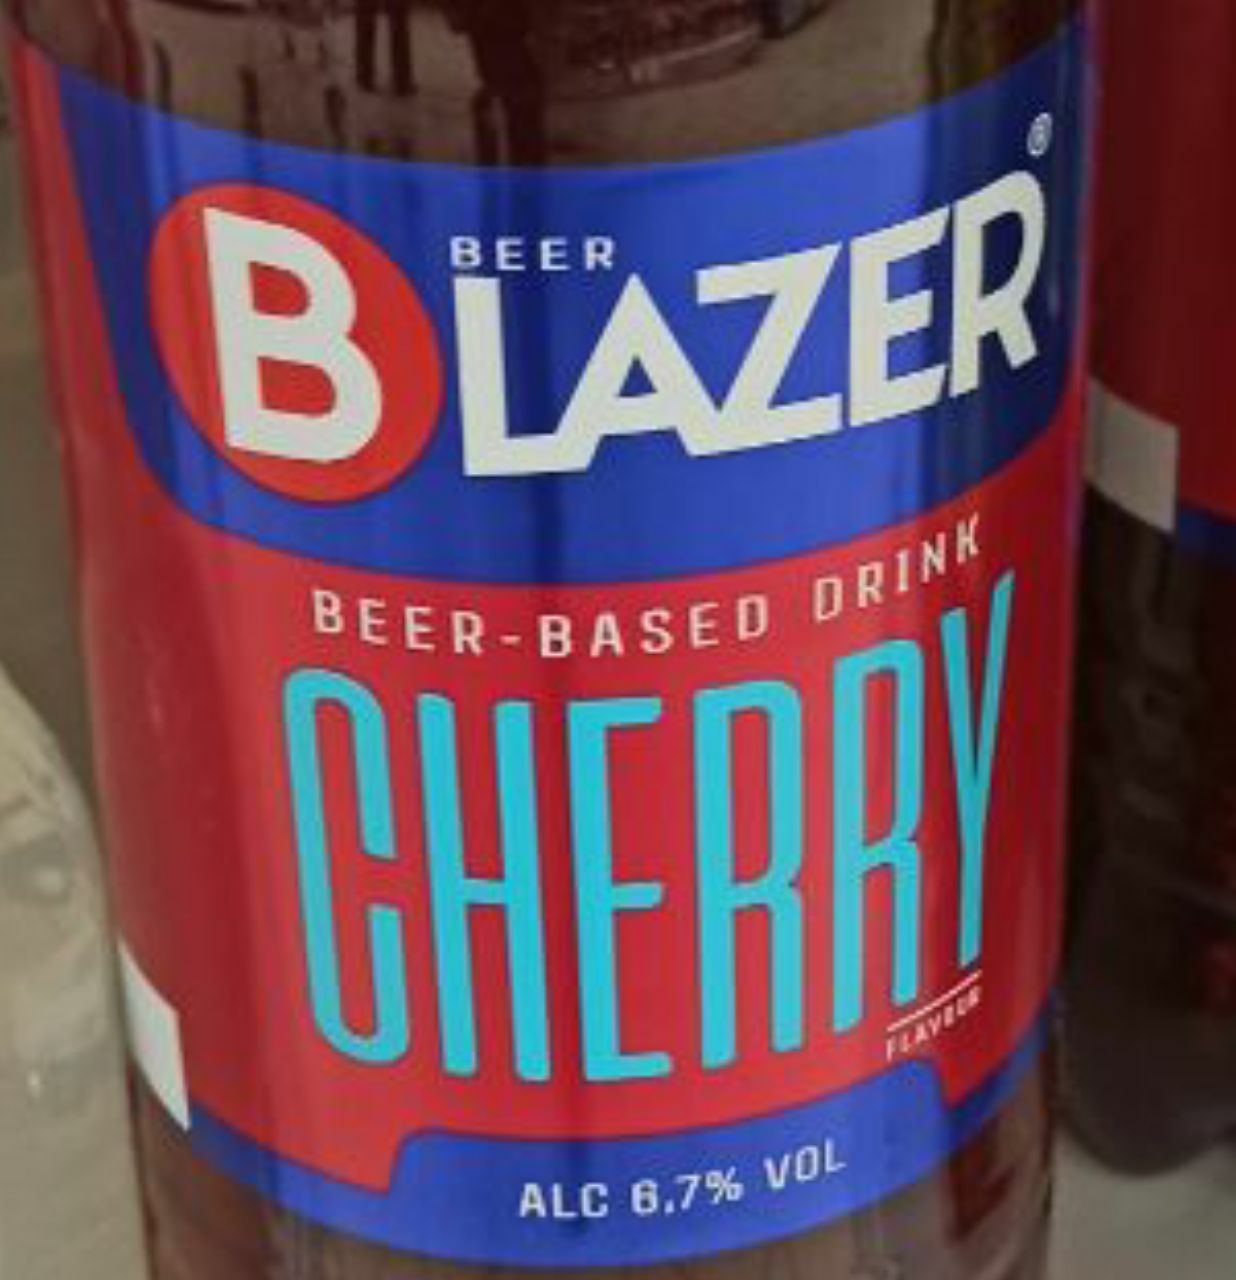 BEER
BLAZER®
BEER-BASED DRINK
CHERRY
FLAVOUR
ALC 6,7% VOL